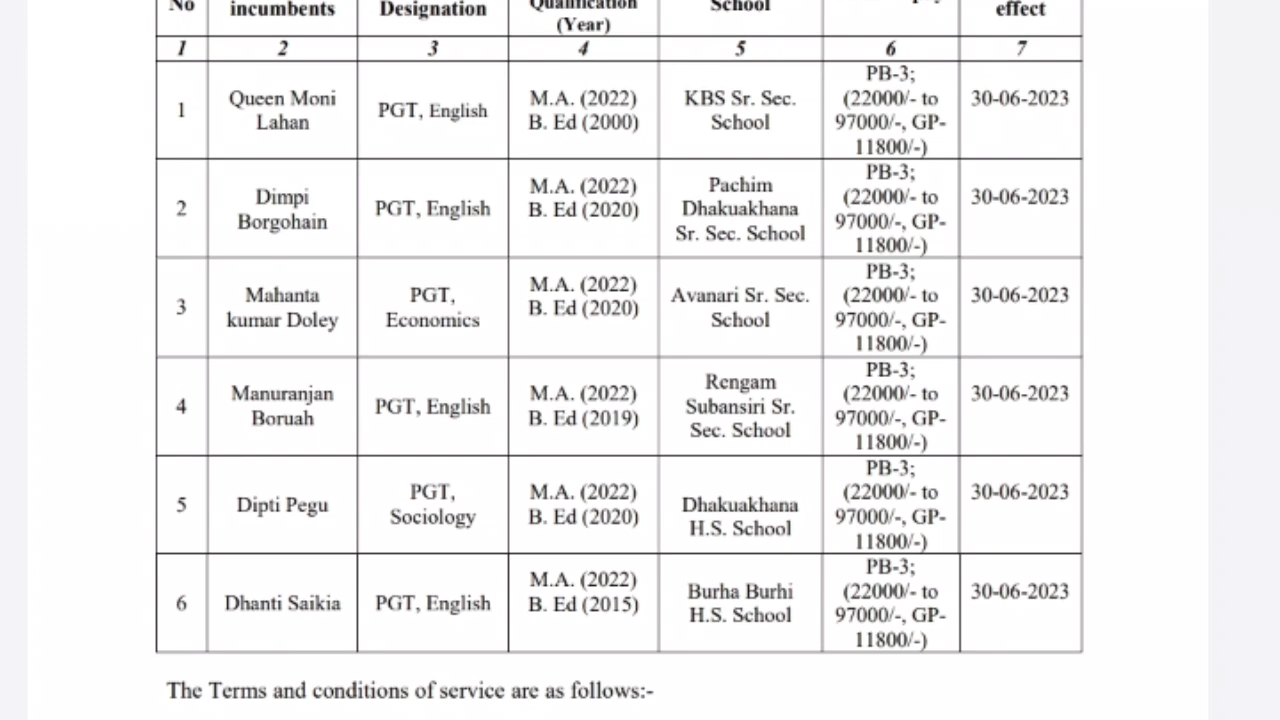 No incumbents Designation Qualification (Year) School effect
1 2 3 4 5 6 7
1
Queen Moni
Lahan
PGT, English
M.A. (2022)
B. Ed (2000)
KBS Sr. Sec.
School
PB-3;
(22000/- to
97000/-, GP-
11800/-)
30-06-2023
2
Dimpi
Borgohain
PGT, English
M.A. (2022)
B. Ed (2020)
Pachim
Dhakuakhana
Sr. Sec. School
PB-3;
(22000/- to
97000/-, GP-
11800/-)
30-06-2023
3
Mahanta
kumar Doley
PGT,
Economics
M.A. (2022)
B. Ed (2020)
Avanari Sr. Sec.
School
PB-3;
(22000/- to
97000/-, GP-
11800/-)
30-06-2023
4
Manuranjan
Boruah
PGT, English
M.A. (2022)
B. Ed (2019)
Rengam
Subansiri Sr.
Sec. School
PB-3;
(22000/- to
97000/-, GP-
11800/-)
30-06-2023
5
Dipti Pegu
PGT,
Sociology
M.A. (2022)
B. Ed (2020)
Dhakuakhana
H.S. School
PB-3;
(22000/- to
97000/-, GP-
11800/-)
30-06-2023
6
Dhanti Saikia
PGT, English
M.A. (2022)
B. Ed (2015)
Burha Burhi
H.S. School
PB-3;
(22000/- to
97000/-, GP-
11800/-)
30-06-2023
The Terms and conditions of service are as follows:-